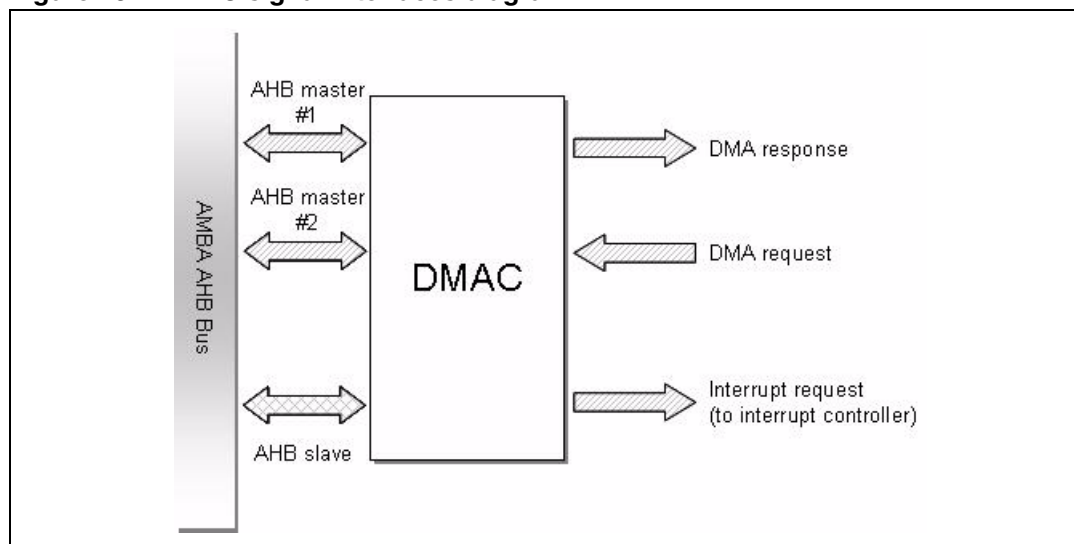 AHB master
#1
AHB master
#2
AMBA AHB Bus
DMAC
AHB slave
DMA response
DMA request
Interrupt request
(to interrupt controller)